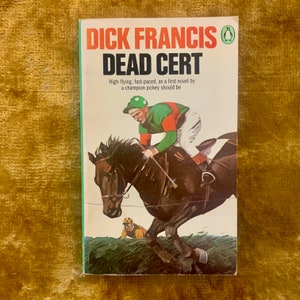 DICK FRANCIS
DEAD CERT
High-flying, fast-paced, as a first novel by
a champion jockey should be